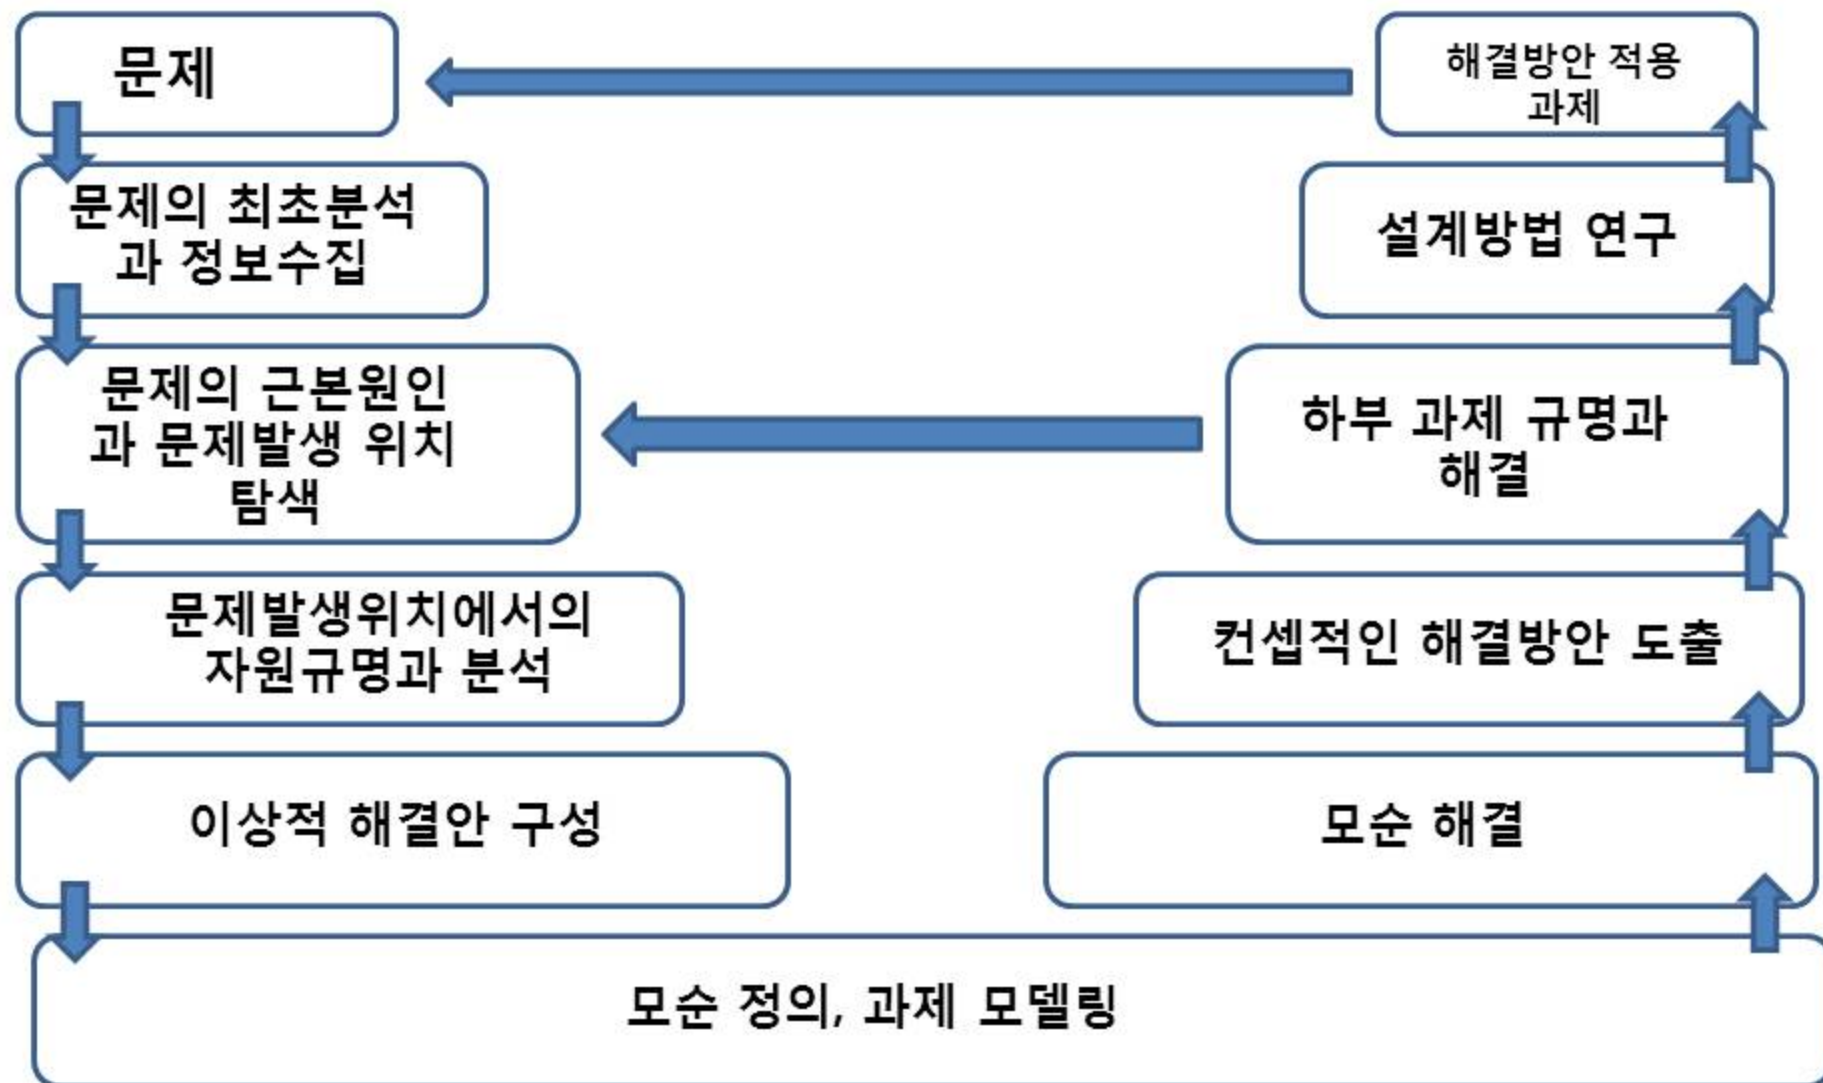 문제
문제의 최초분석
과 정보수집
문제의 근본원인
과 문제발생 위치
탐색
문제발생위치에서의
자원규명과 분석
이상적 해결안 구성
모순 정의, 과제 모델링
모순 해결
컨셉적인 해결방안 도출
하부 과제 규명과
해결
설계방법 연구
해결방안 적용
과제